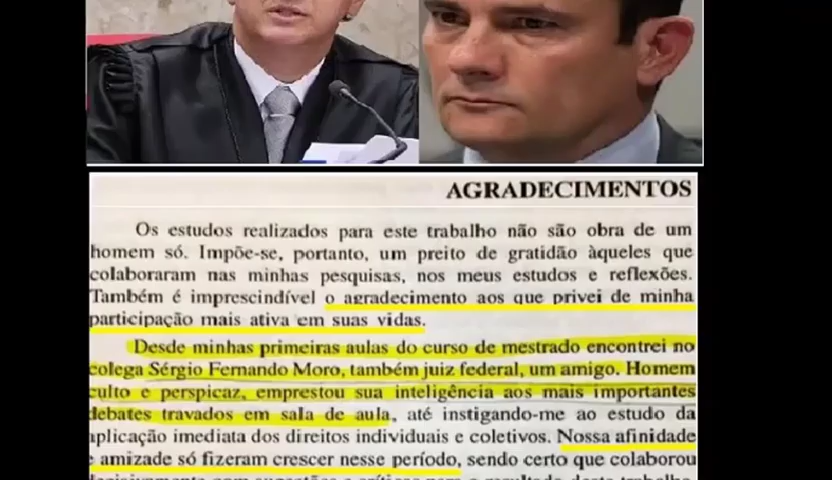 AGRADECIMENTOS
Os estudos realizados para este trabalho não são obra de um
homem só. Impõe-se, portanto, um preito de gratidão àqueles que
colaboraram nas minhas pesquisas, nos meus estudos e reflexões.
Também é imprescindível o agradecimento aos que privei de minha
participação mais ativa em suas vidas.
Desde minhas primeiras aulas do curso de mestrado encontrei no
colega Sérgio Fernando Moro, também juiz federal, um amigo. Homem
culto e perspicaz, emprestou sua inteligência aos mais importantes
debates travados em sala de aula, até instigando-me ao estudo da
aplicação imediata dos direitos individuais e coletivos. Nossa afinidade
e amizade só fizeram crescer nesse período, sendo certo que colaborou